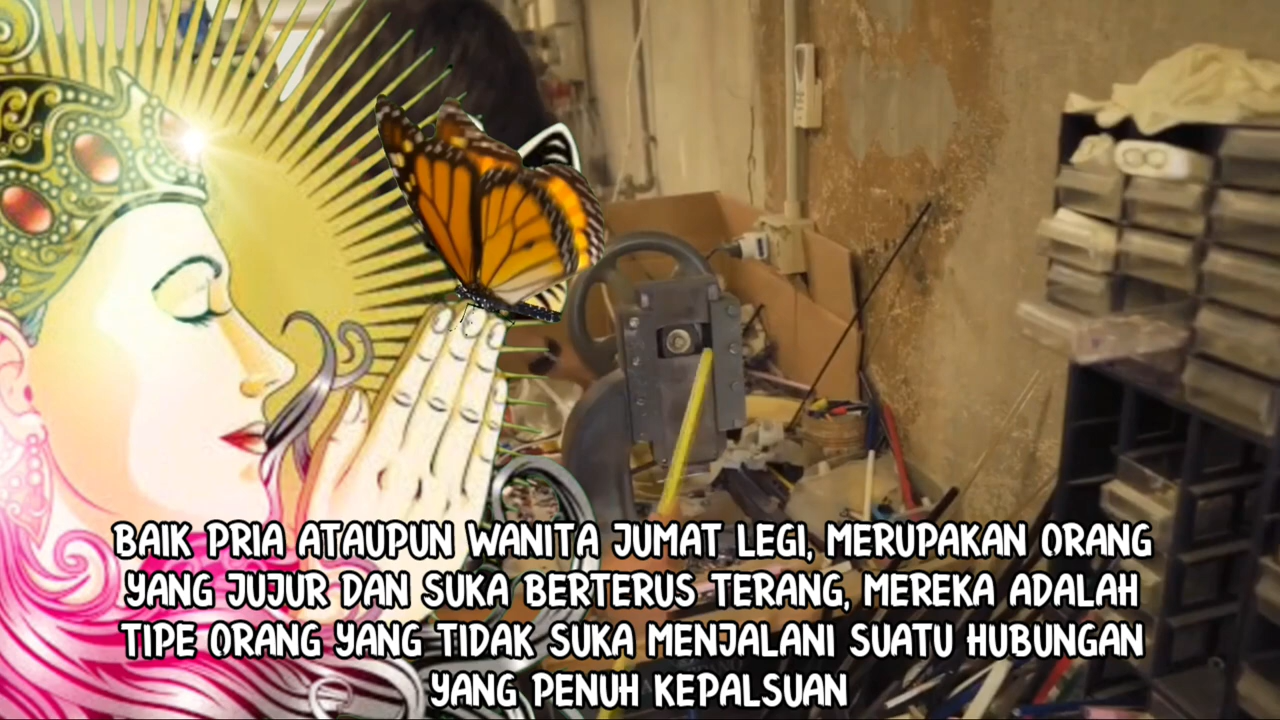 BAIK PRIA ATAUPUN WANITA JUMAT LEGI, MERUPAKAN ORANG
YANG JUJUR DAN SUKA BERTERUS TERANG, MEREKA ADALAH
TIPE ORANG YANG TIDAK SUKA MENJALANI SUATU HUBUNGAN
YANG PENUH KEPALSUAN